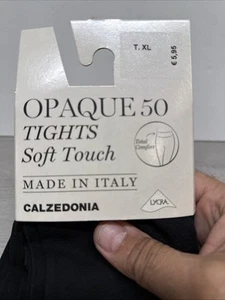 T. XL
€ 5,95
OPAQUE 50
TIGHTS
Soft Touch
Total
Comfort
MADE IN ITALY
CALZEDONIA
LYCRA